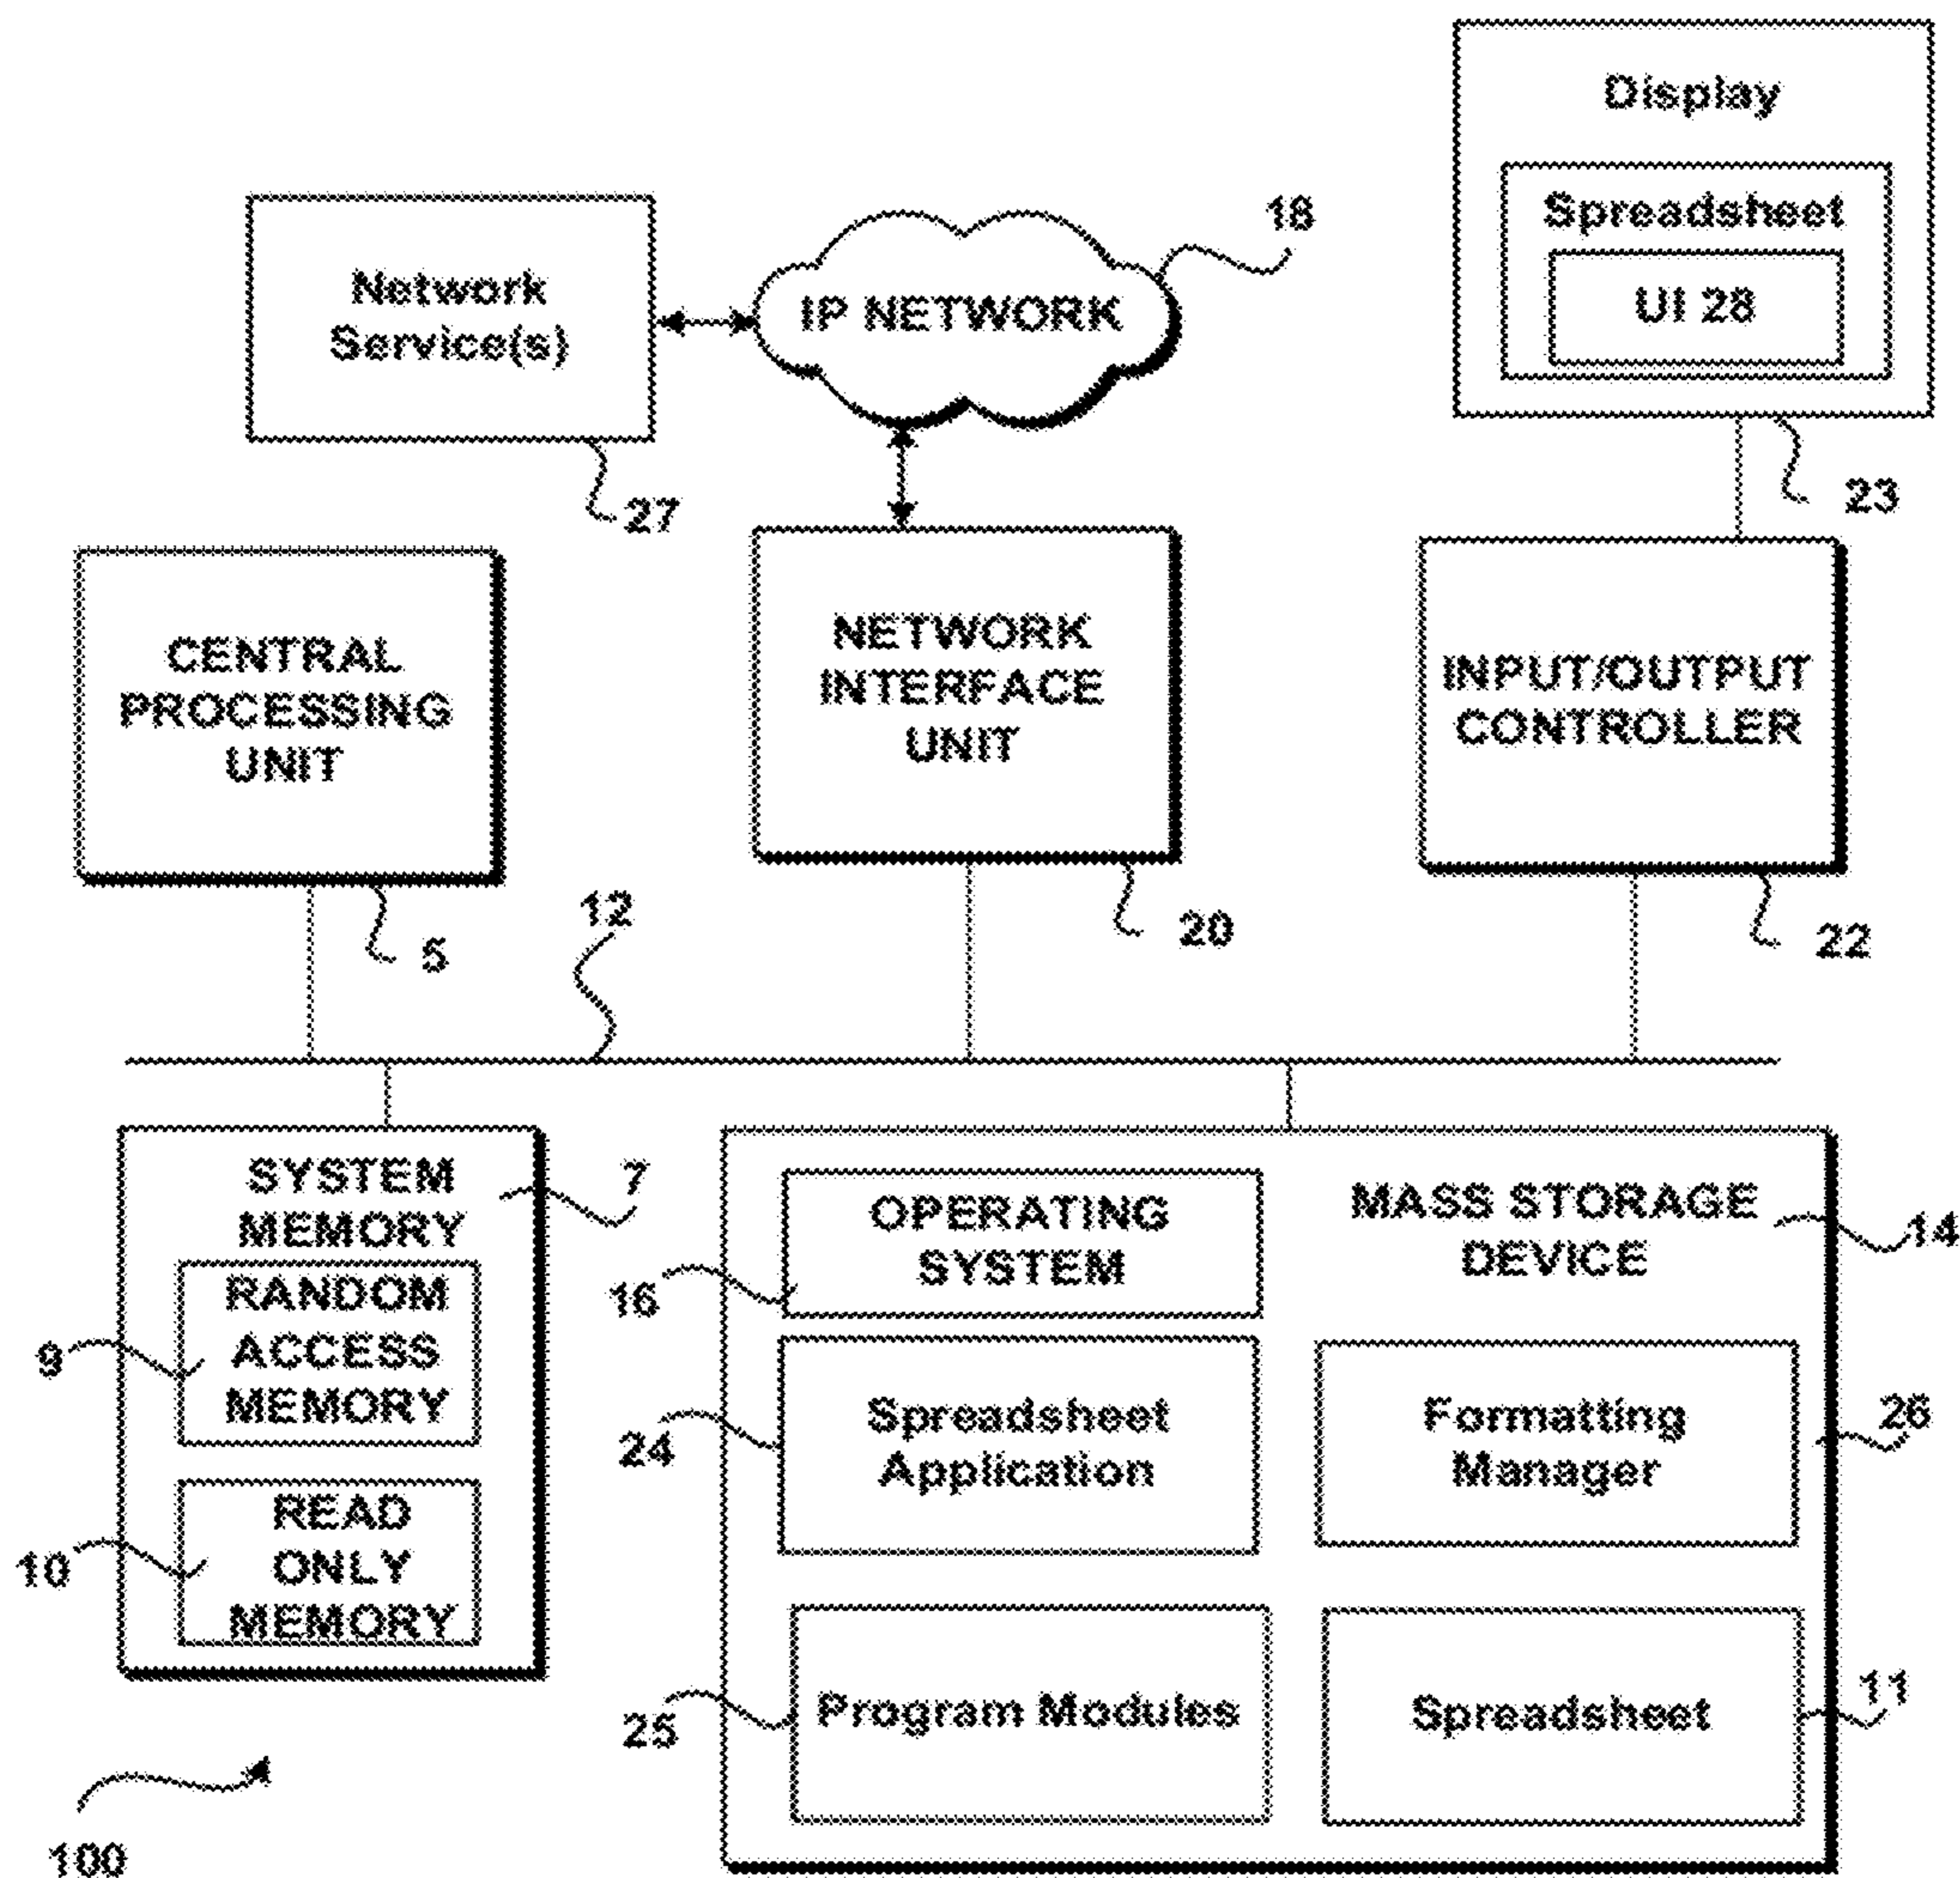 Display
Spreadsheet
UI 28
18
Network
Service(s)
IP NETWORK
27
23
CENTRAL
PROCESSING
UNIT
NETWORK
INTERFACE
UNIT
INPUT/OUTPUT
CONTROLLER
5
12
20
22
SYSTEM
MEMORY
7
RANDOM
ACCESS
MEMORY
9
READ
ONLY
MEMORY
10
OPERATING
SYSTEM
16
MASS STORAGE
DEVICE
14
Spreadsheet
Application
24
Formatting
Manager
26
Program Modules
25
Spreadsheet
11
100